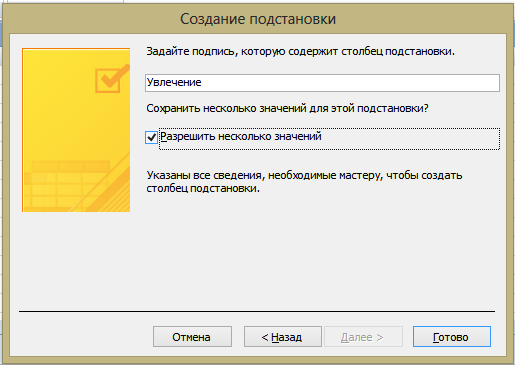 Создание подстановки
Задайте подпись, которую содержит столбец подстановки.
Увлечение
Сохранить несколько значений для этой подстановки?
Разрешить несколько значений
Указаны все сведения, необходимые мастеру, чтобы создать
столбец подстановки.
Отмена
< Назад
Далее >
Готово